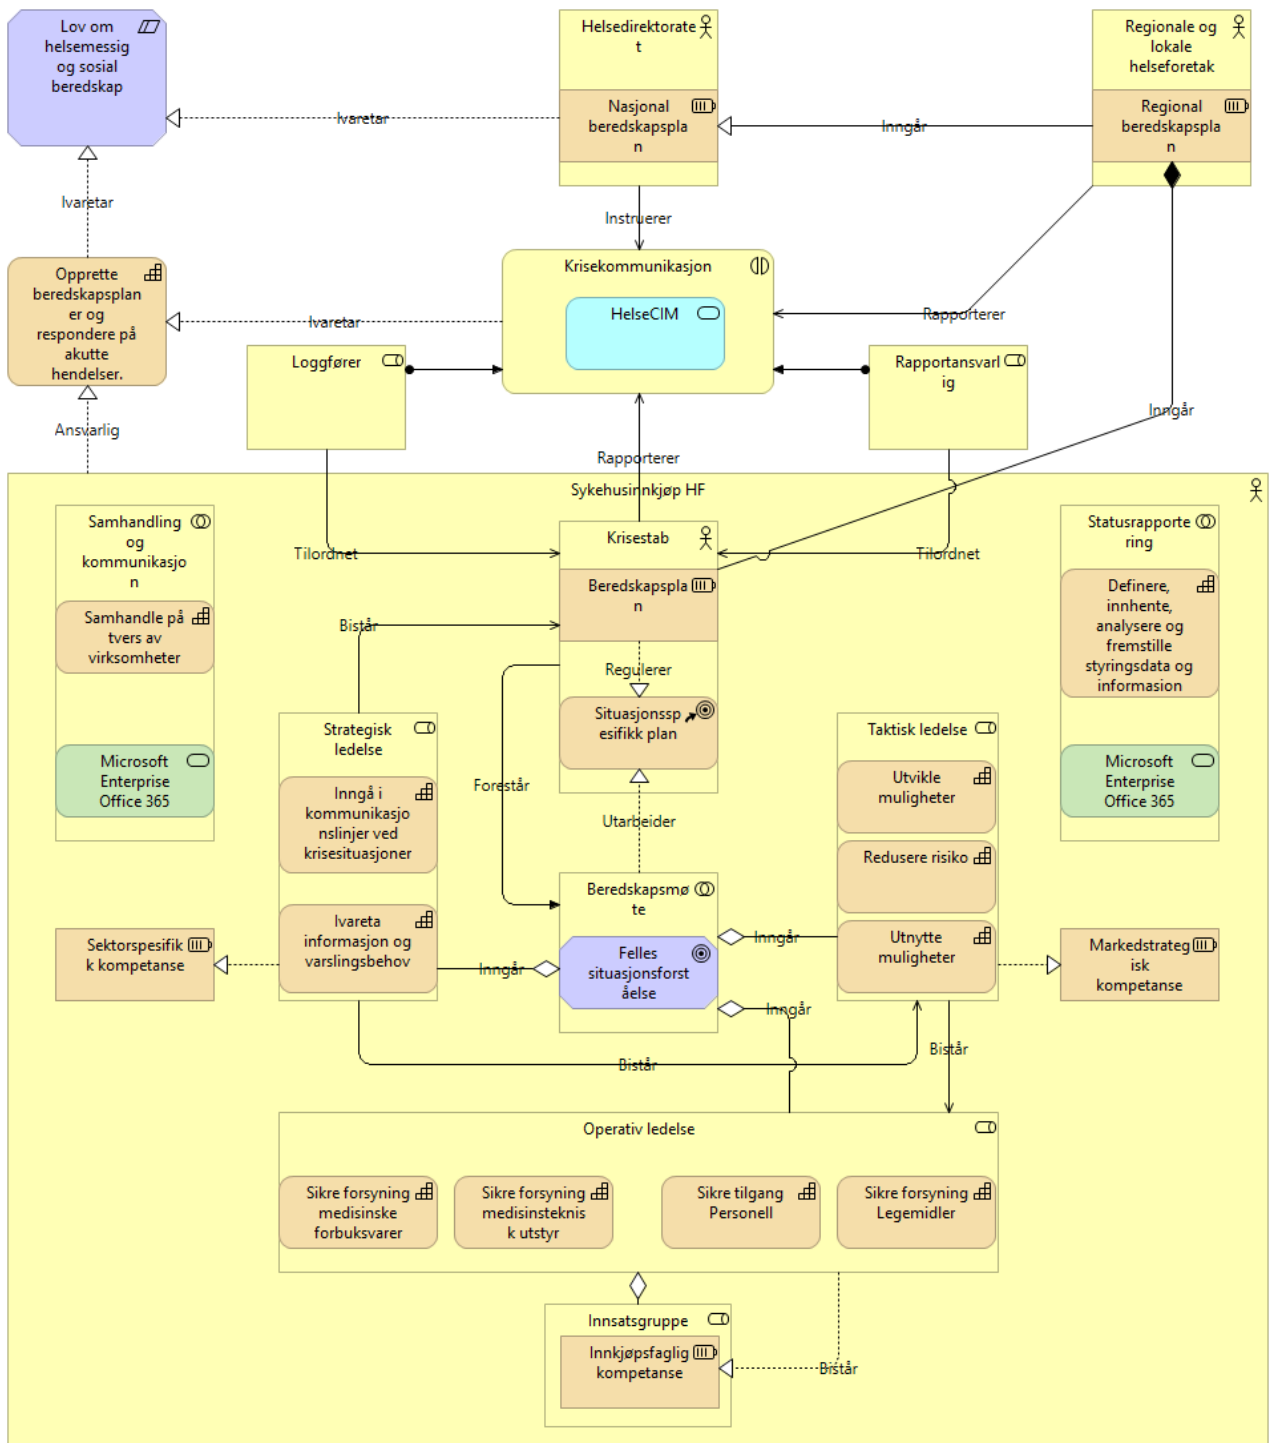 Lov om
helsemessig
og sosial
beredskap
Helsedirektorate
t
Regionale og
lokale
helseforetak
Nasjonal
beredskapspla
n
Regional
beredskapspla
n
Ivaretar
Inngår
Ivaretar
Instruerer
Opprette
beredskapsplan
er og
respondere på
akutte
hendelser.
Krisekommunikasjon
HelseCIM
Ivaretar
Rapporterer
Loggfører
Rapportansvarl
ig
Inngår
Ansvarlig
Rapporterer
Sykehusinnkjøp HF
Samhandling
og
kommunikasjo
n
Krisestab
Statusrapporte
ring
Tilordnet
Tilordnet
Beredskapspla
n
Samhandle på
tvers av
virksomheter
Definere,
innhente,
analysere og
fremstille
styringsdata og
informasion
Bistår
Regulerer
Situasjonssp
esifikk plan
Strategisk
ledelse
Taktisk ledelse
Microsoft
Enterprise
Office 365
Microsoft
Enterprise
Office 365
Inngå i
kommunikasjo
nslinjer ved
krisesituasjoner
Forestår
Utvikle
muligheter
Utarbeider
Redusere risiko
Beredskapsmø
te
Ivareta
informasjon og
varslingsbehov
Utnytte
muligheter
Inngår
Sektorspesifik
k kompetanse
Felles
situasjonsforst
åelse
Markedstrateg
isk
kompetanse
Inngår
Inngår
Bistår
Bistår
Operativ ledelse
Sikre forsyning
medisinske
forbuksvarer
Sikre forsyning
medisinsteknis
k utstyr
Sikre tilgang
Personell
Sikre forsyning
Legemidler
Innsatsgruppe
Innkjøpsfaglig
kompetanse
Bistår